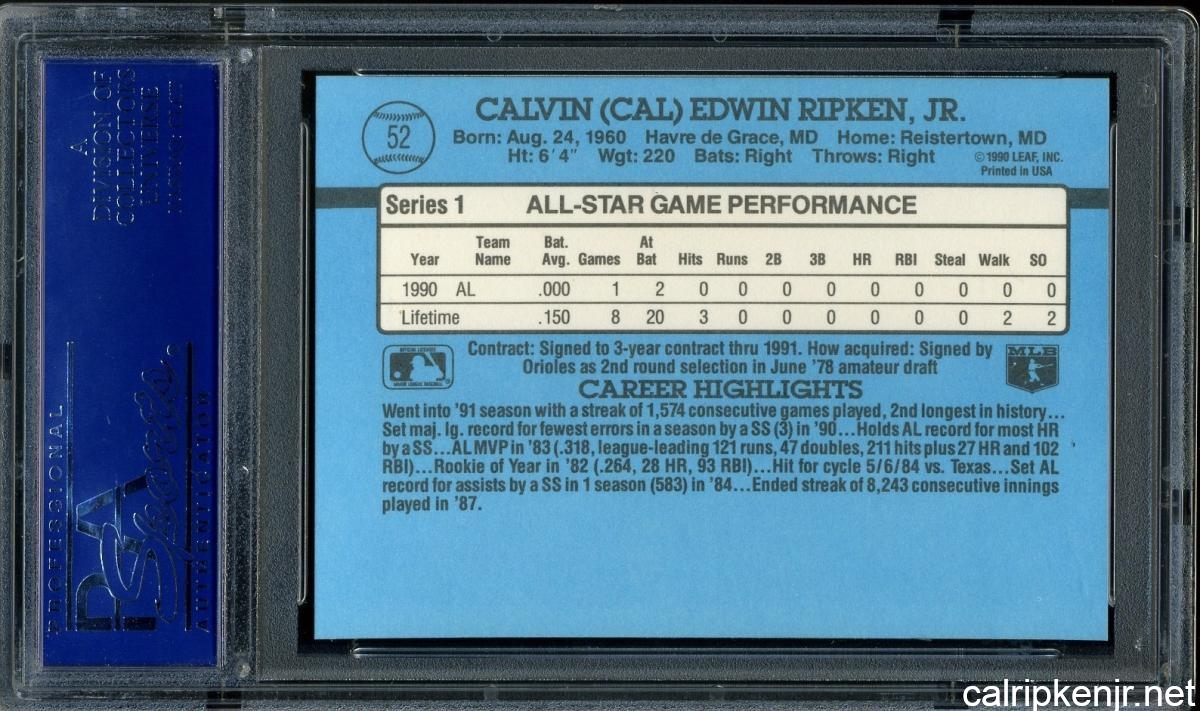 A
DIVISION OF
COLLECTORS
UNIVERSE
NASDAQ: CLCT
PROFESSIONAL
PSA
Sports
AUTHENTICATOR
52
CALVIN (CAL) EDWIN RIPKEN, JR.
Born: Aug. 24, 1960 Havre de Grace, MD Home: Reistertown, MD
Ht: 6'4" Wgt: 220 Bats: Right Throws: Right
©1990 LEAF, INC.
Printed in USA
Series 1 ALL-STAR GAME PERFORMANCE
Year Team Name Bat. Avg. Games At Bat Hits Runs 2B 3B HR RBI Steal Walk SO
1990 AL .000 1 2 0 0 0 0 0 0 0 0 0
Lifetime .150 8 20 3 0 0 0 0 0 0 2 2
OFFICIAL LICENSEE
MAJOR LEAGUE BASEBALL
Contract: Signed to 3-year contract thru 1991. How acquired: Signed by
Orioles as 2nd round selection in June '78 amateur draft
MLB
CAREER HIGHLIGHTS
Went into '91 season with a streak of 1,574 consecutive games played, 2nd longest in history...
Set maj. lg. record for fewest errors in a season by a SS (3) in '90...Holds AL record for most HR
by a SS...AL MVP in '83 (.318, league-leading 121 runs, 47 doubles, 211 hits plus 27 HR and 102
RBI)...Rookie of Year in '82 (.264, 28 HR, 93 RBI)...Hit for cycle 5/6/84 vs. Texas...Set AL
record for assists by a SS in 1 season (583) in '84...Ended streak of 8,243 consecutive innings
played in '87.
calripkenjr.net